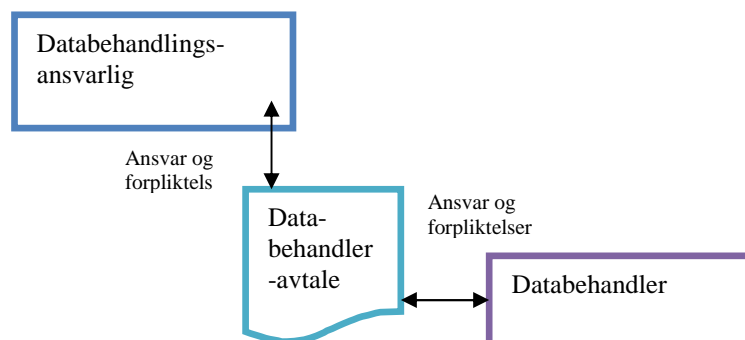 Databehandlings-
ansvarlig
Ansvar og
forpliktels
Data-
behandler
-avtale
Ansvar og
forpliktelser
Databehandler